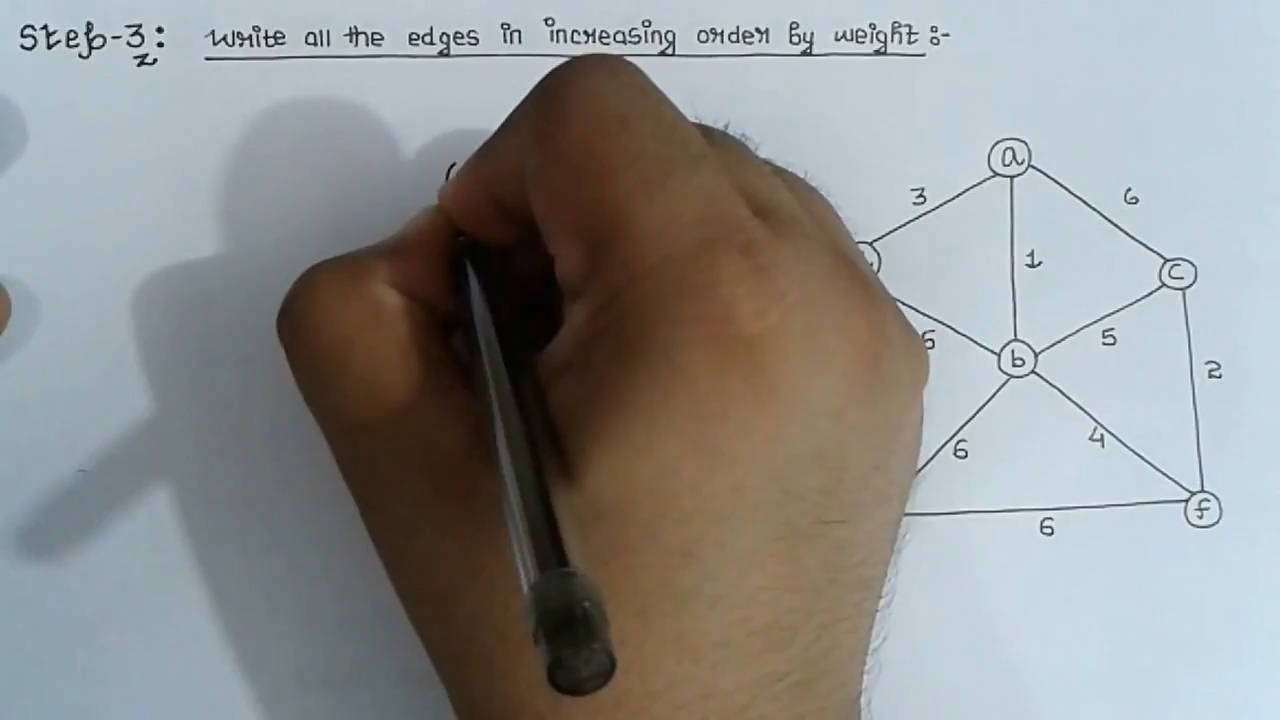 Step-3: Write all the edges in increasing order by weight :-
a
3
6
1
c
5
5
b
2
4
6
f
6